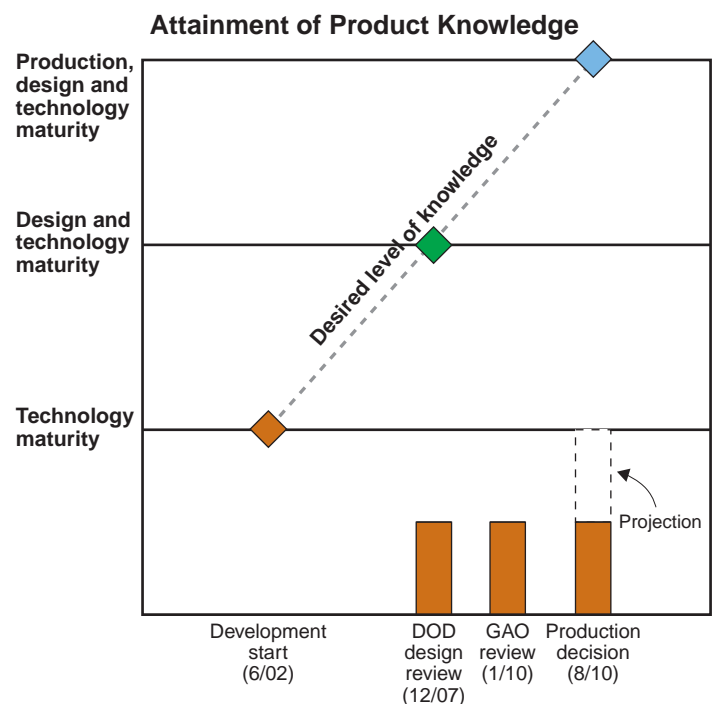 Attainment of Product Knowledge
Production,
design and
technology
maturity
Design and
technology
maturity
Technology
maturity
Desired level of knowledge
Projection
Development
start
(6/02)
DOD
design
review
(12/07)
GAO
review
(1/10)
Production
decision
(8/10)